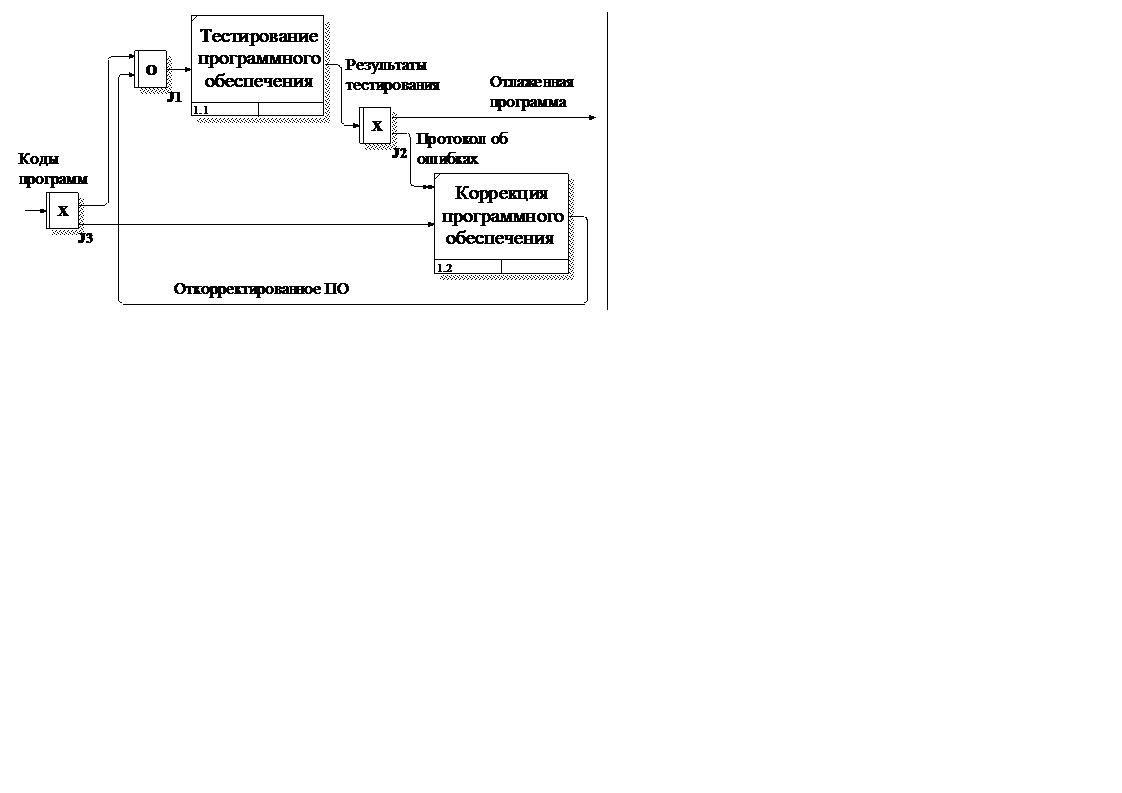 Тестирование
программного
обеспечения
1.1
O
J1
Результаты
тестирования
Отлаженная
программа
X
J2
Протокол об
ошибках
Коды
программ
X
J3
Коррекция
программного
обеспечения
1.2
Откорректированное ПО